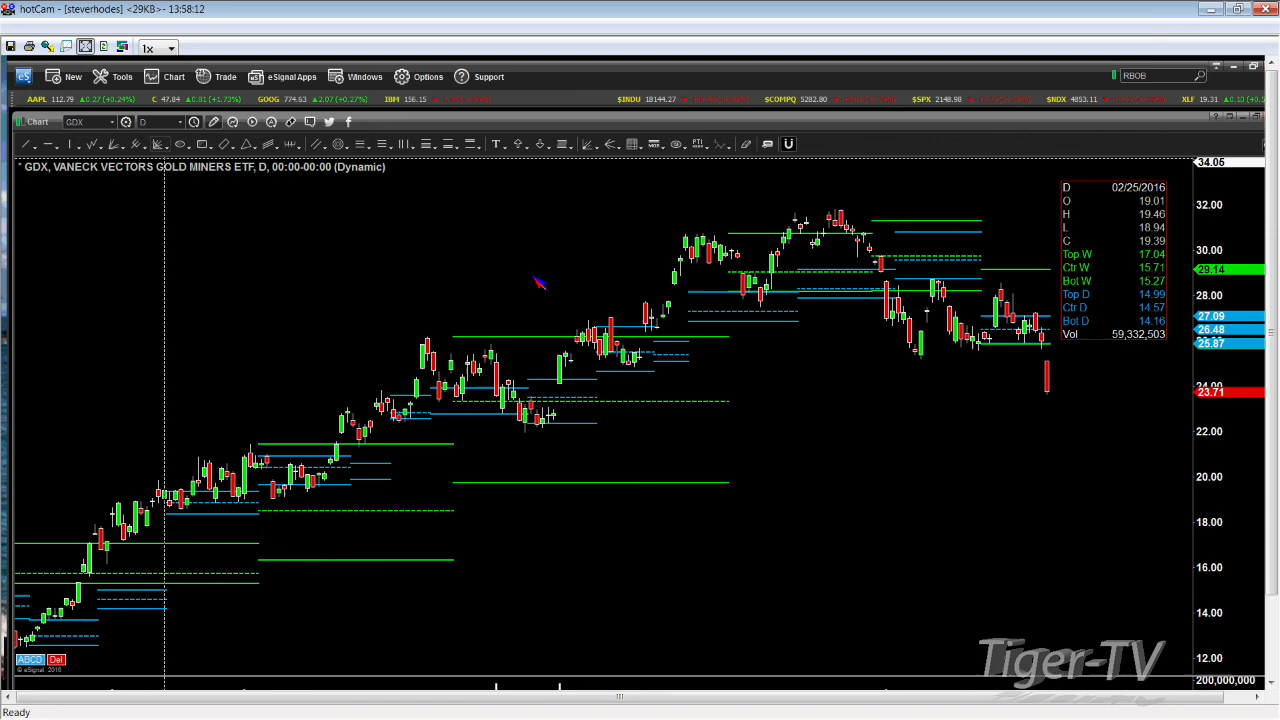 hotCam - [steverhodes] <29KB>- 13:58:12
1x
eS New Tools Chart Trade eSignal Apps Windows Options Support RBOB
AAPL 112.79 ▲0.27 (+0.24%) C 47.84 ▲0.81 (+1.73%) GOOG 774.63 ▲2.07 (+0.27%) IBM 156.15 $INDU 18144.27 $COMPQ 5282.80 $SPX 2148.98 $NDX 4853.11 XLF 19.31 ▲0.10
Chart GDX D
* GDX, VANECK VECTORS GOLD MINERS ETF, D, 00:00-00:00 (Dynamic)
34.05
D 02/25/2016
O 19.01
H 19.46
L 18.94
C 19.39
Top W 17.04
Ctr W 15.71
Bot W 15.27
Top D 14.99
Ctr D 14.57
Bot D 14.16
Vol 59,332,503
32.00
30.00
29.14
28.00
27.09
26.48
25.87
24.00
23.71
22.00
20.00
18.00
16.00
14.00
12.00
200,000,000
ABCD Del
© eSignal, 2010
Tiger-TV
Ready